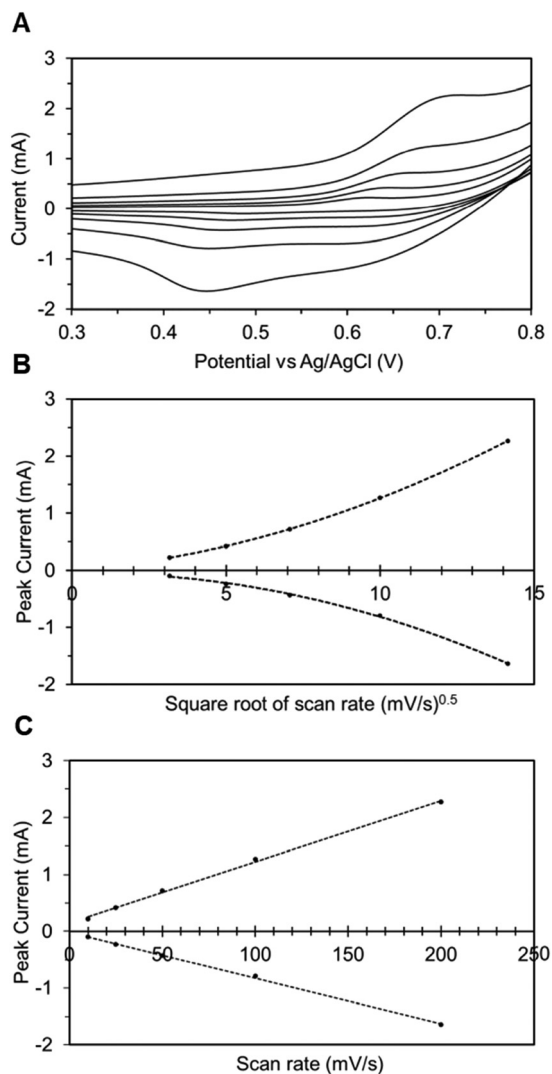 A
3
2
1
0
-1
-2
Current (mA)
0.3 0.4 0.5 0.6 0.7 0.8
Potential vs Ag/AgCl (V)
B
3
2
1
0
-1
-2
Peak Current (mA)
0 5 10 15
Square root of scan rate (mV/s)0.5
C
3
2
1
0
-1
-2
Peak Current (mA)
0 50 100 150 200 250
Scan rate (mV/s)